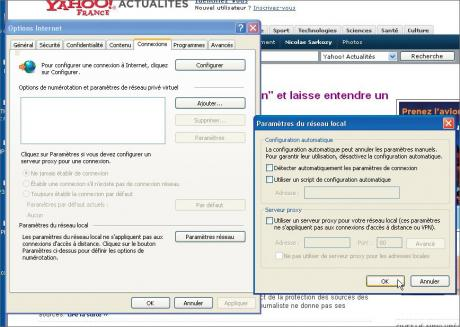 YAHOO! ACTUALITÉS
FRANCE
Nouvel utilisateur ?
Sport Technologies Sciences Santé Culture
Nicolas Sarkozy Photos
Yahoo! Actualités
Recherche
n" et laisse entendre un
Prenez l'avion
Options Internet
Général Sécurité Confidentialité Contenu Connexions Programmes Avancés
Pour configurer une connexion à Internet, cliquez
sur Configurer.
Configurer
Options de numérotation et paramètres de réseau privé virtuel
Ajouter...
Supprimer...
Paramètres
Cliquez sur Paramètres si vous devez configurer un
serveur proxy pour une connexion.
Ne jamais établir de connexion
Établir une connexion s'il n'existe pas de connexion réseau
Toujours établir la connexion par défaut
Paramètres par défaut actuels :
Aucun
Par défaut
Paramètres du réseau local
Les paramètres du réseau local ne s'appliquent pas aux
connexions d'accès à distance. Cliquez sur le bouton
Paramètres ci-dessus pour définir les options de
numérotation.
Paramètres réseau
OK Annuler Appliquer
Paramètres du réseau local
Configuration automatique
La configuration automatique peut annuler les paramètres manuels.
Pour garantir leur utilisation, désactivez la configuration automatique.
Détecter automatiquement les paramètres de connexion
Utiliser un script de configuration automatique
Adresse :
Serveur proxy
Utiliser un serveur proxy pour votre réseau local (ces paramètres
ne s'appliquent pas aux connexions d'accès à distance ou VPN).
Adresse : Port : 80 Avancé
Ne pas utiliser de serveur proxy pour les adresses locales
OK Annuler
ct de la protection des sources des
journaliste ne donne pas ses
sources. Lire la suite »